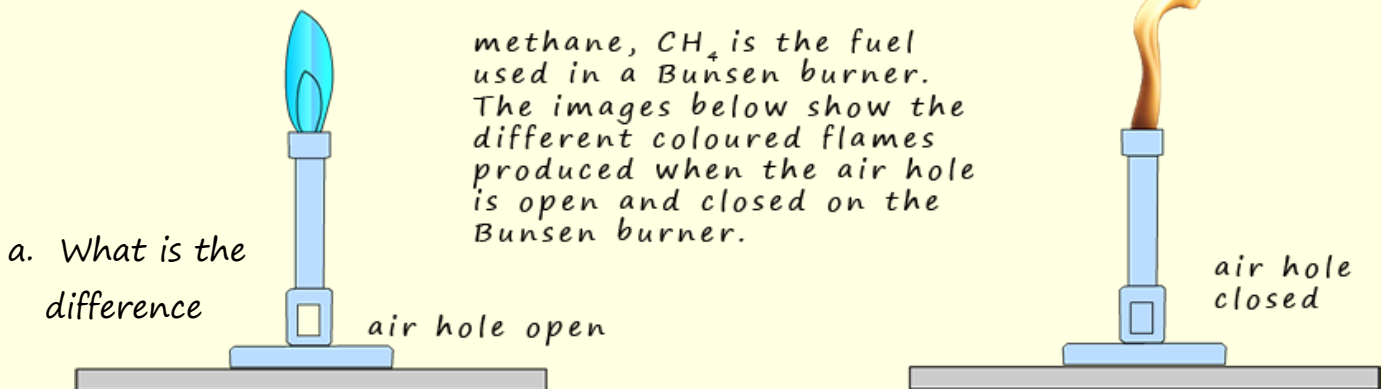 methane, CH₄ is the fuel
used in a Bunsen burner.
The images below show the
different coloured flames
produced when the air hole
is open and closed on the
Bunsen burner.
a. What is the
difference
air hole open
air hole
closed